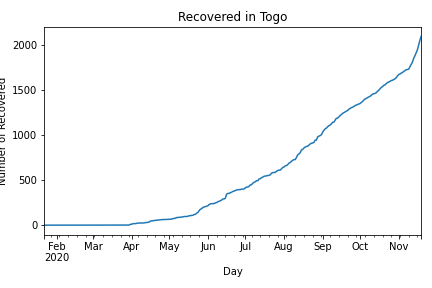 Recovered in Togo
Number of Recovered
2000
1500
1000
500
0
Feb Mar Apr May Jun Jul Aug Sep Oct Nov
2020
Day